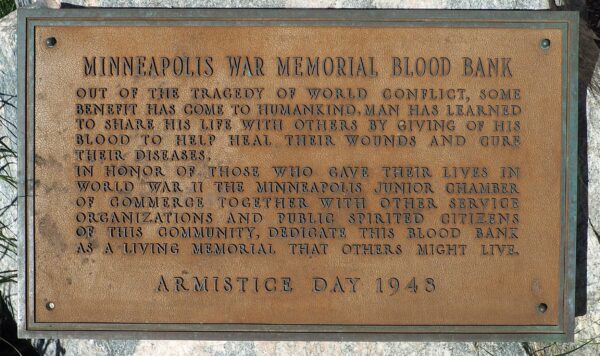 MINNEAPOLIS WAR MEMORIAL BLOOD BANK
OUT OF THE TRAGEDY OF WORLD CONFLICT, SOME
BENEFIT HAS COME TO HUMANKIND. MAN HAS LEARNED
TO SHARE HIS LIFE WITH OTHERS BY GIVING OF HIS
BLOOD TO HELP HEAL THEIR WOUNDS AND CURE
THEIR DISEASES.
IN HONOR OF THOSE WHO GAVE THEIR LIVES IN
WORLD WAR II THE MINNEAPOLIS JUNIOR CHAMBER
OF COMMERCE TOGETHER WITH OTHER SERVICE
ORGANIZATIONS AND PUBLIC SPIRITED CITIZENS
OF THIS COMMUNITY, DEDICATE THIS BLOOD BANK
AS A LIVING MEMORIAL THAT OTHERS MIGHT LIVE.
ARMISTICE DAY 1948